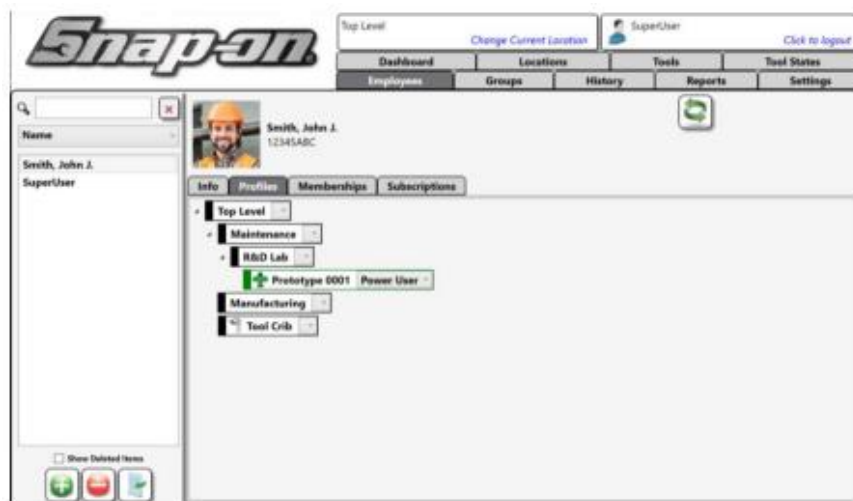 Snap-on
Top Level
Change Current Location
SuperUser
Click to logout
Dashboard Locations Tools Tool States
Employees Groups History Reports Settings
Name
Smith, John J.
SuperUser
Show Deleted Items
Smith, John J.
12345ABC
Info Profiles Memberships Subscriptions
Top Level
Maintenance
R&D Lab
Prototype 0001 Power User
Manufacturing
Tool Crib